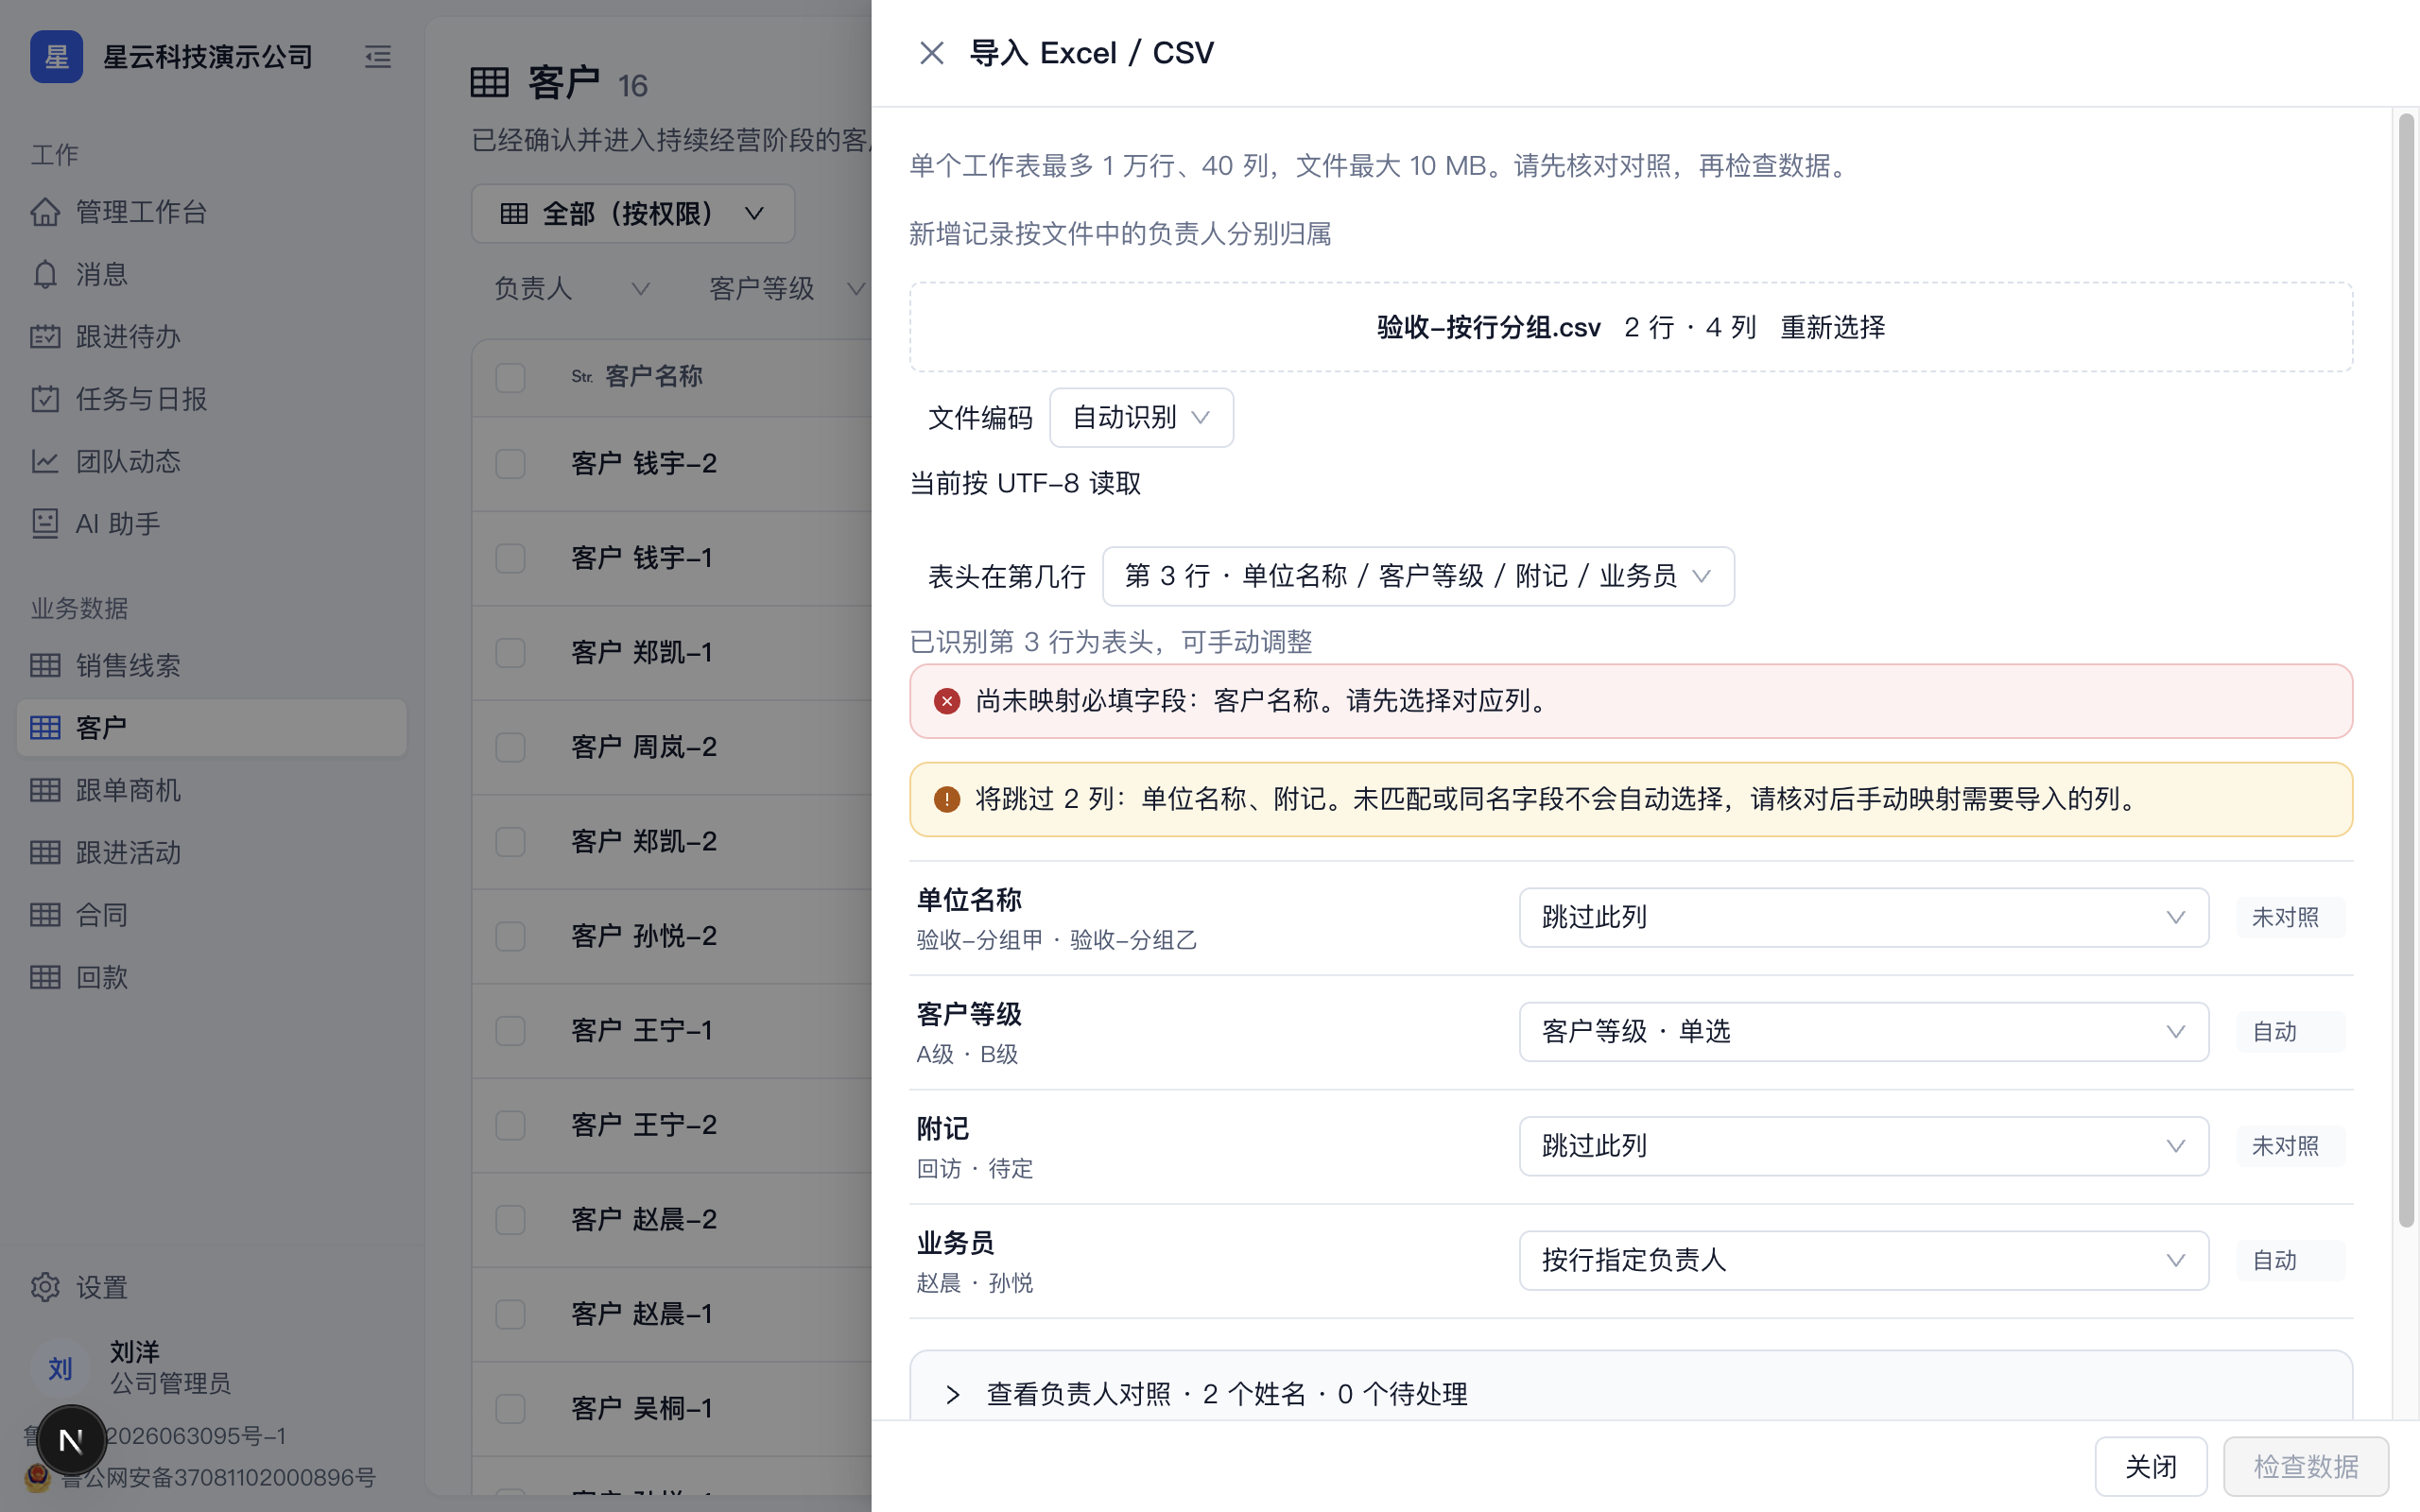 星 星云科技演示公司
工作
管理工作台
消息
跟进待办
任务与日报
团队动态
AI 助手
业务数据
销售线索
客户
跟单商机
跟进活动
合同
回款
设置
刘 刘洋
公司管理员
N 2026063095号-1
鲁公网安备37081102000896号
客户 16
已经确认并进入持续经营阶段的客
全部（按权限）
负责人 客户等级
Str. 客户名称
客户 钱宇-2
客户 钱宇-1
客户 郑凯-1
客户 周岚-2
客户 郑凯-2
客户 孙悦-2
客户 王宁-1
客户 王宁-2
客户 赵晨-2
客户 赵晨-1
客户 吴桐-1
导入 Excel / CSV
单个工作表最多 1 万行、40 列，文件最大 10 MB。请先核对对照，再检查数据。
新增记录按文件中的负责人分别归属
验收-按行分组.csv 2 行 · 4 列 重新选择
文件编码 自动识别
当前按 UTF-8 读取
表头在第几行 第 3 行 · 单位名称 / 客户等级 / 附记 / 业务员
已识别第 3 行为表头，可手动调整
尚未映射必填字段：客户名称。请先选择对应列。
将跳过 2 列：单位名称、附记。未匹配或同名字段不会自动选择，请核对后手动映射需要导入的列。
单位名称
验收-分组甲 · 验收-分组乙
跳过此列 未对照
客户等级
A级 · B级
客户等级 · 单选 自动
附记
回访 · 待定
跳过此列 未对照
业务员
赵晨 · 孙悦
按行指定负责人 自动
查看负责人对照 · 2 个姓名 · 0 个待处理
关闭 检查数据